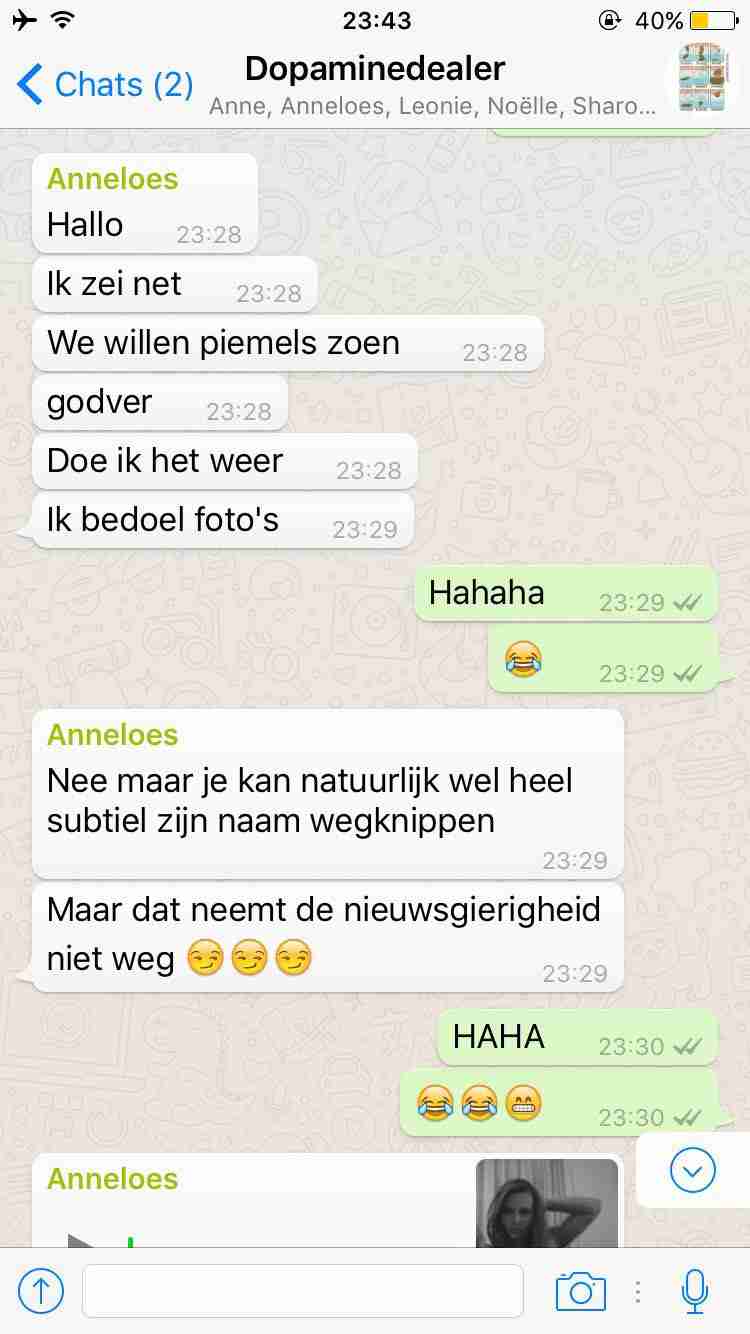 23:43
40%
Chats (2)
Dopaminedealer
Anne, Anneloes, Leonie, Noëlle, Sharo...
Anneloes
Hallo 23:28
Ik zei net 23:28
We willen piemels zoen 23:28
godver 23:28
Doe ik het weer 23:28
Ik bedoel foto's 23:29
Hahaha 23:29
😂 23:29
Anneloes
Nee maar je kan natuurlijk wel heel
subtiel zijn naam wegknippen
23:29
Maar dat neemt de nieuwsgierigheid
niet weg 😏😏😏 23:29
HAHA 23:30
😂😂😁 23:30
Anneloes